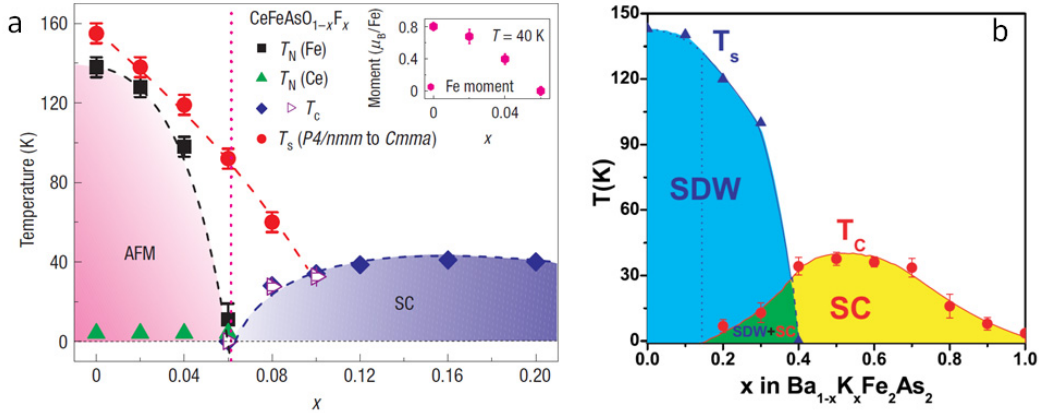 a
160
120
80
40
0
Temperature (K)
0
0.04
0.08
0.12
0.16
0.20
x
CeFeAsO1−xFx
TN (Fe)
TN (Ce)
Tc
Ts (P4/nmm to Cmma)
AFM
SC
Moment (μB/Fe)
0.8
0.4
0
T = 40 K
Fe moment
0
0.04
x
b
150
120
90
60
30
0
T(K)
Ts
SDW
Tc
SC
SDW+SC
0.0
0.2
0.4
0.6
0.8
1.0
x in Ba1-xKxFe2As2